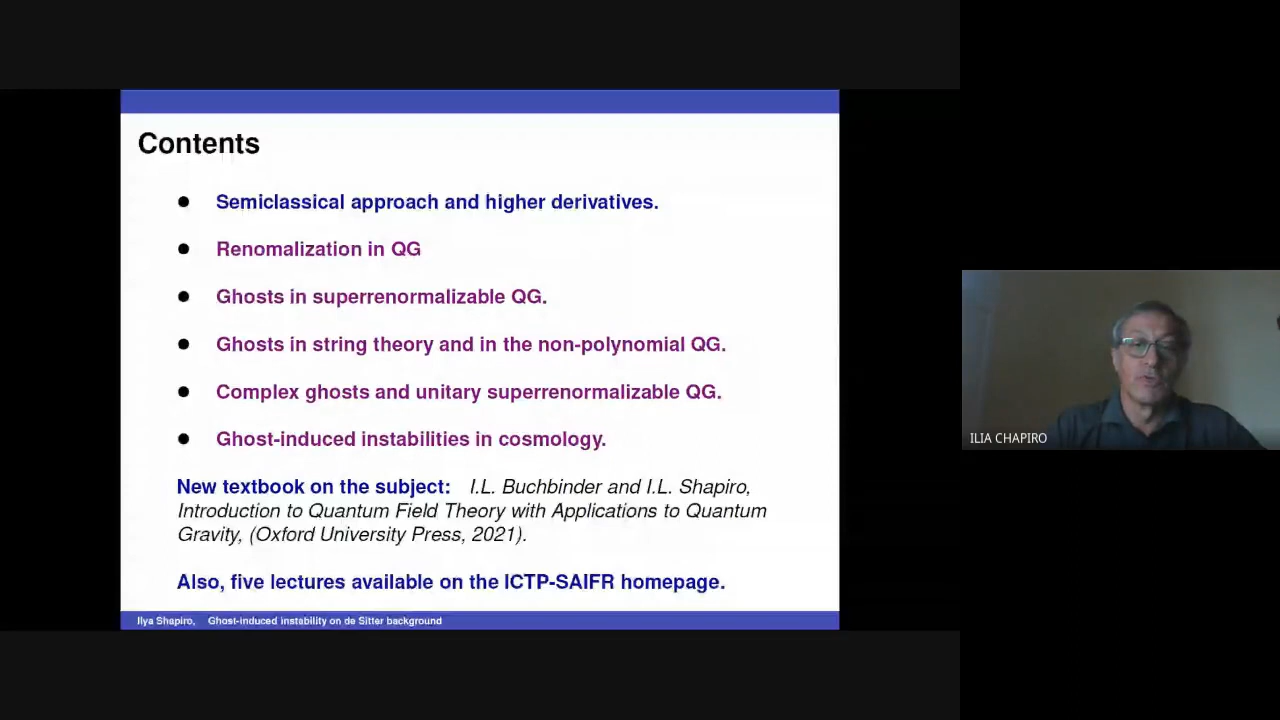 Contents
● Semiclassical approach and higher derivatives.
● Renomalization in QG
● Ghosts in superrenormalizable QG.
● Ghosts in string theory and in the non-polynomial QG.
● Complex ghosts and unitary superrenormalizable QG.
● Ghost-induced instabilities in cosmology.
New textbook on the subject: I.L. Buchbinder and I.L. Shapiro,
Introduction to Quantum Field Theory with Applications to Quantum
Gravity, (Oxford University Press, 2021).
Also, five lectures available on the ICTP-SAIFR homepage.
Ilya Shapiro, Ghost-induced instability on de Sitter background
ILIA CHAPIRO